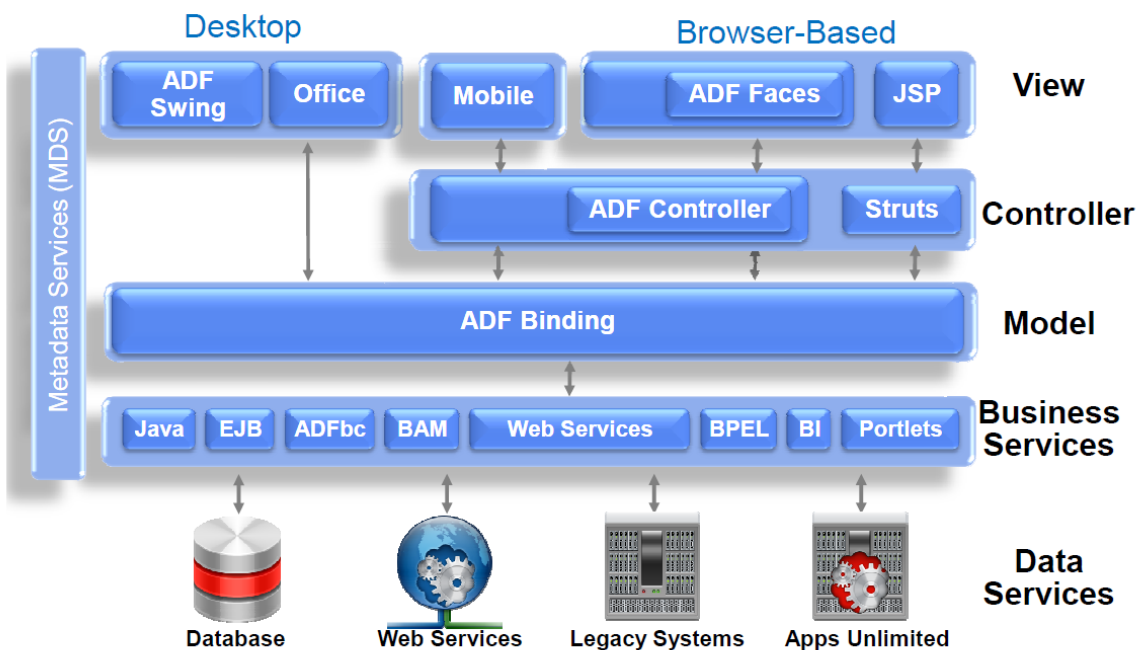 Desktop
Browser-Based
ADF
Swing
Office
Mobile
ADF Faces
JSP
View
ADF Controller
Struts
Controller
Metadata Services (MDS)
ADF Binding
Model
Java
EJB
ADFbc
BAM
Web Services
BPEL
BI
Portlets
Business
Services
Database
Web Services
Legacy Systems
Apps Unlimited
Data
Services